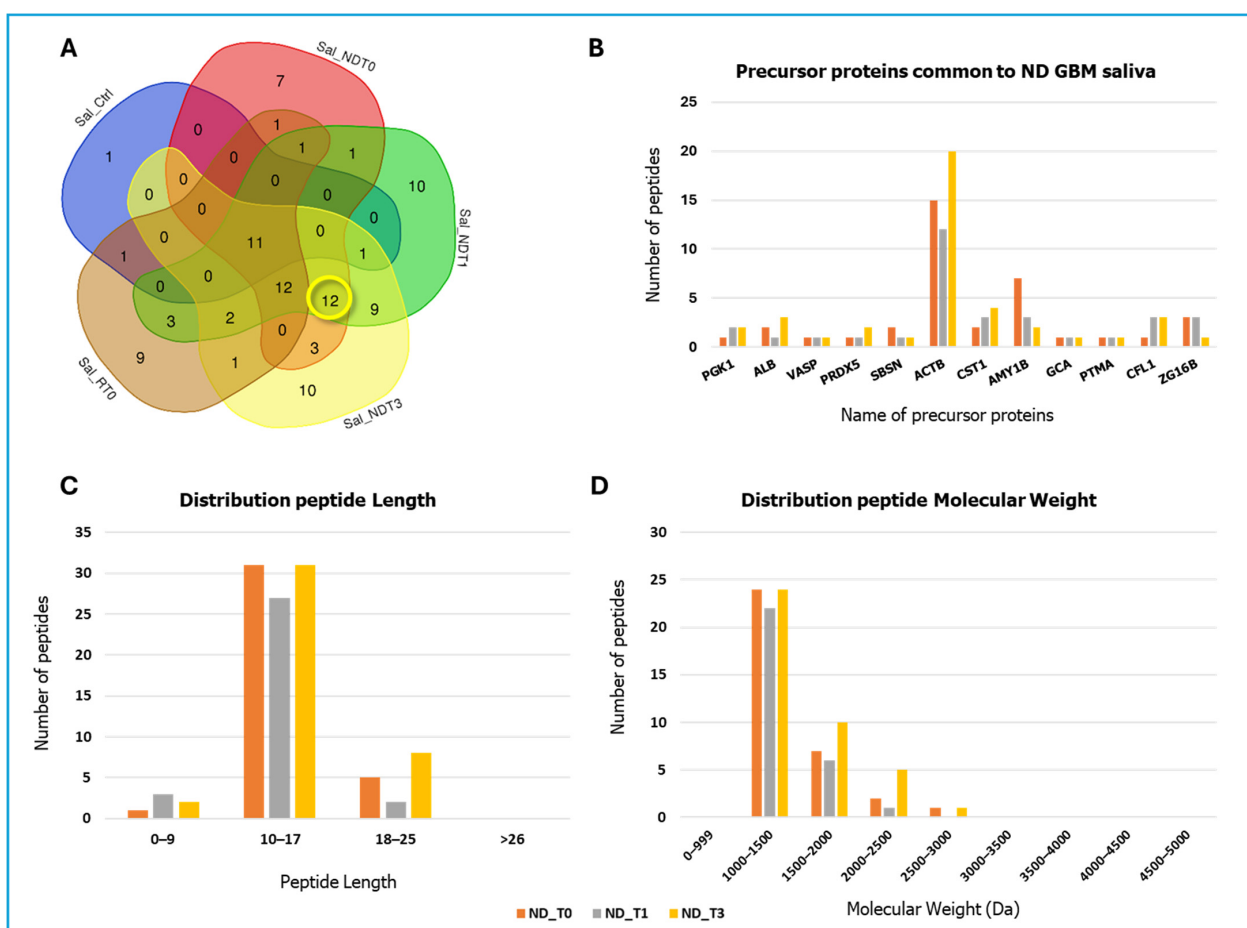 A
Sal_Ctrl
Sal_NDT0
Sal_NDT1
Sal_NDT3
Sal_RT0
7
1
0
1
0
1
1
10
0
0
0
0
0
0
0
11
0
1
1
0
0
12
12
9
3
2
0
3
9
1
10
B
Precursor proteins common to ND GBM saliva
Number of peptides
25
20
15
10
5
0
PGK1
ALB
VASP
PRDX5
SBSN
ACTB
CST1
AMY1B
GCA
PTMA
CFL1
ZG16B
Name of precursor proteins
C
Distribution peptide Length
Number of peptides
35
30
25
20
15
10
5
0
0–9
10–17
18–25
>26
Peptide Length
D
Distribution peptide Molecular Weight
Number of peptides
30
25
20
15
10
5
0
0–999
1000–1500
1500–2000
2000–2500
2500–3000
3000–3500
3500–4000
4000–4500
4500–5000
Molecular Weight (Da)
ND_T0 ND_T1 ND_T3